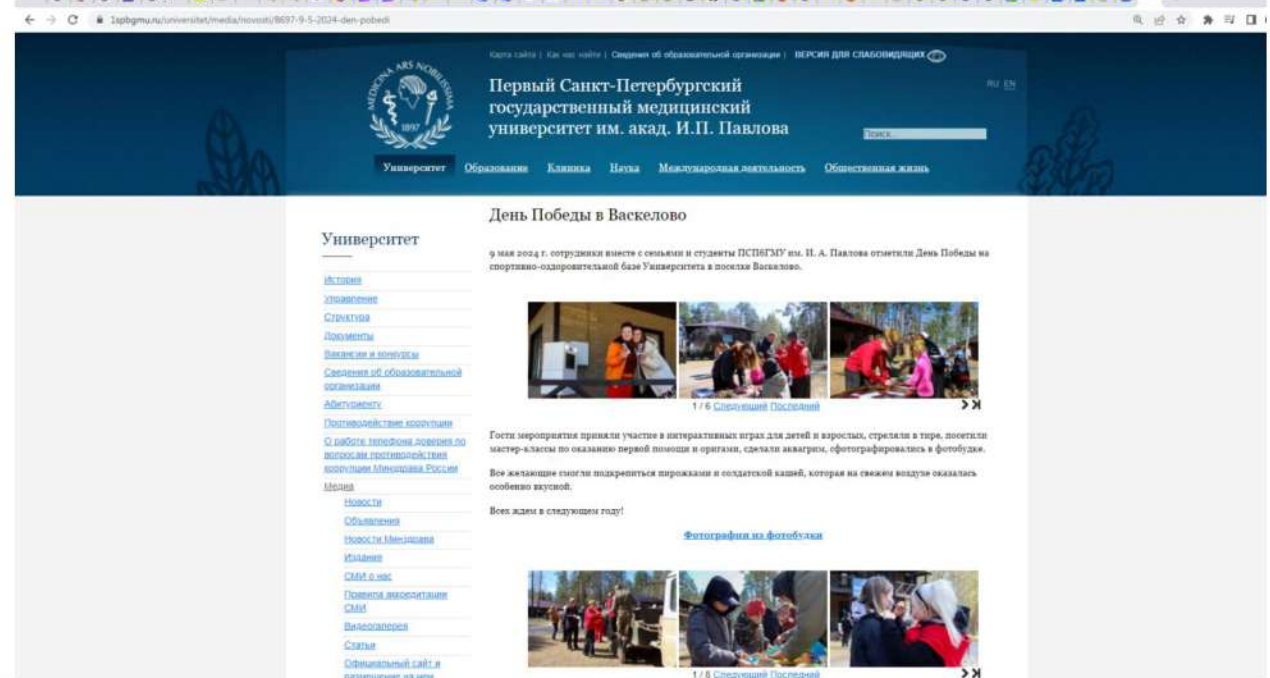 1spbgmu.ru/universitet/media/novosti/8697-9-5-2024-den-pobedi
Карта сайта | Как нас найти | Сведения об образовательной организации | ВЕРСИЯ ДЛЯ СЛАБОВИДЯЩИХ
MEDICINA ARS NOBILISSIMA
1897
Первый Санкт-Петербургский
государственный медицинский
университет им. акад. И.П. Павлова
RU EN
Поиск...
Университет Образование Клиника Наука Международная деятельность Общественная жизнь
Университет
История
Управление
Структура
Документы
Вакансии и конкурсы
Сведения об образовательной
организации
Абитуриенту
Противодействие коррупции
О работе телефона доверия по
вопросам противодействия
коррупции Минздрава России
Медиа
Новости
Объявления
Новости Минздрава
Издания
СМИ о нас
Правила аккредитации
СМИ
Видеогалерея
Статьи
Официальный сайт и
День Победы в Васкелово
9 мая 2024 г. сотрудники вместе с семьями и студенты ПСПбГМУ им. И. А. Павлова отметили День Победы на
спортивно-оздоровительной базе Университета в поселке Васкелово.
1 / 6 Следующий Последний
Гости мероприятия приняли участие в интерактивных играх для детей и взрослых, стреляли в тире, посетили
мастер-классы по оказанию первой помощи и оригами, сделали аквагрим, сфотографировались в фотобудке.
Все желающие смогли подкрепиться пирожками и солдатской кашей, которая на свежем воздухе оказалась
особенно вкусной.
Всех ждем в следующем году!
Фотографии из фотобудки
1 / 8 Следующий Последний